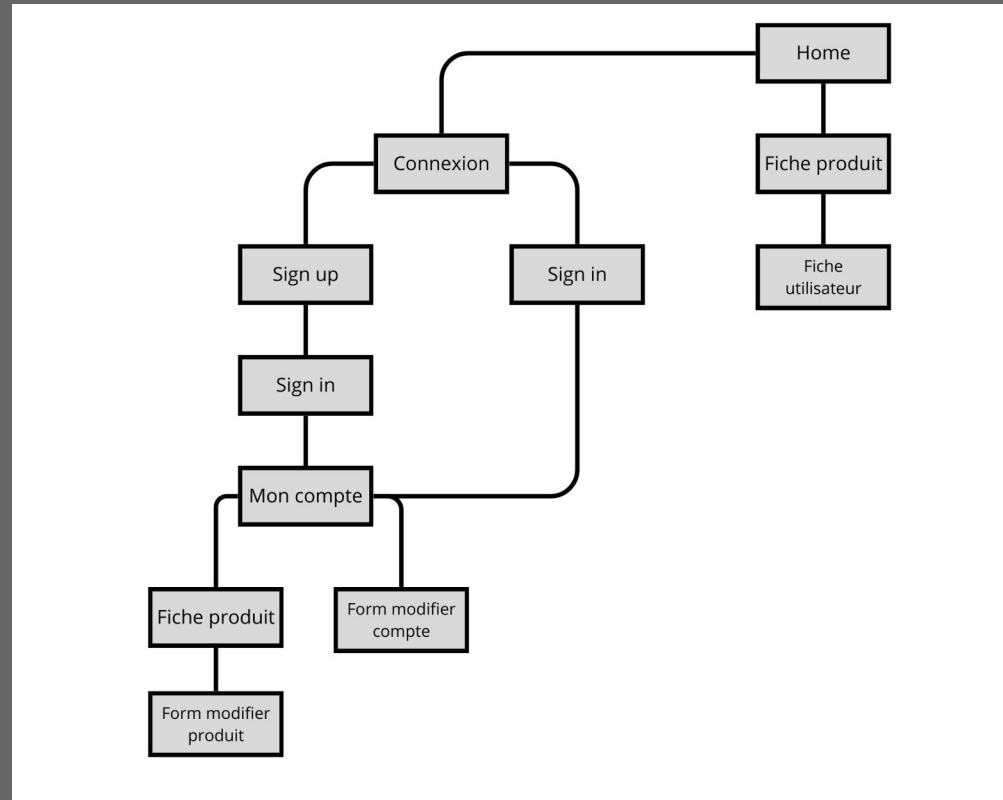 Home
Connexion
Fiche produit
Sign up
Sign in
Fiche
utilisateur
Sign in
Mon compte
Fiche produit
Form modifier
compte
Form modifier
produit